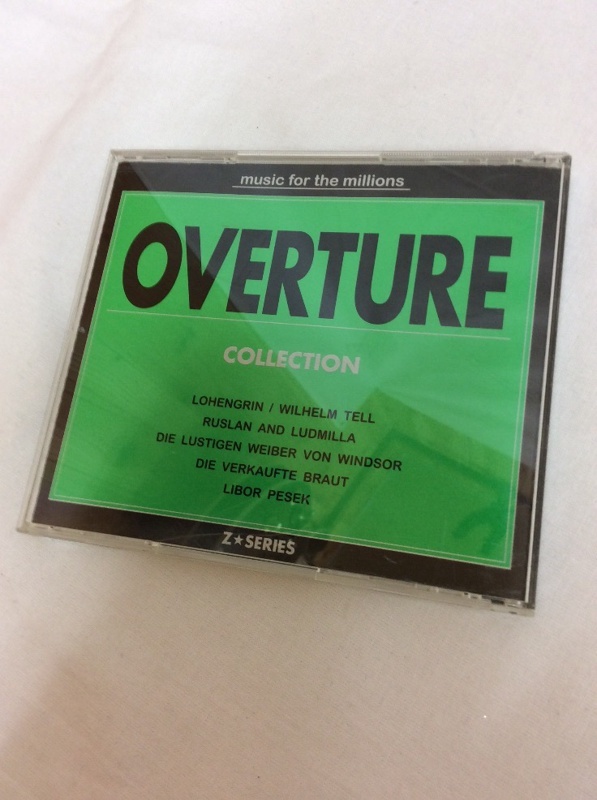 music for the millions
OVERTURE
COLLECTION
LOHENGRIN / WILHELM TELL
RUSLAN AND LUDMILLA
DIE LUSTIGEN WEIBER VON WINDSOR
DIE VERKAUFTE BRAUT
LIBOR PESEK
Z★SERIES